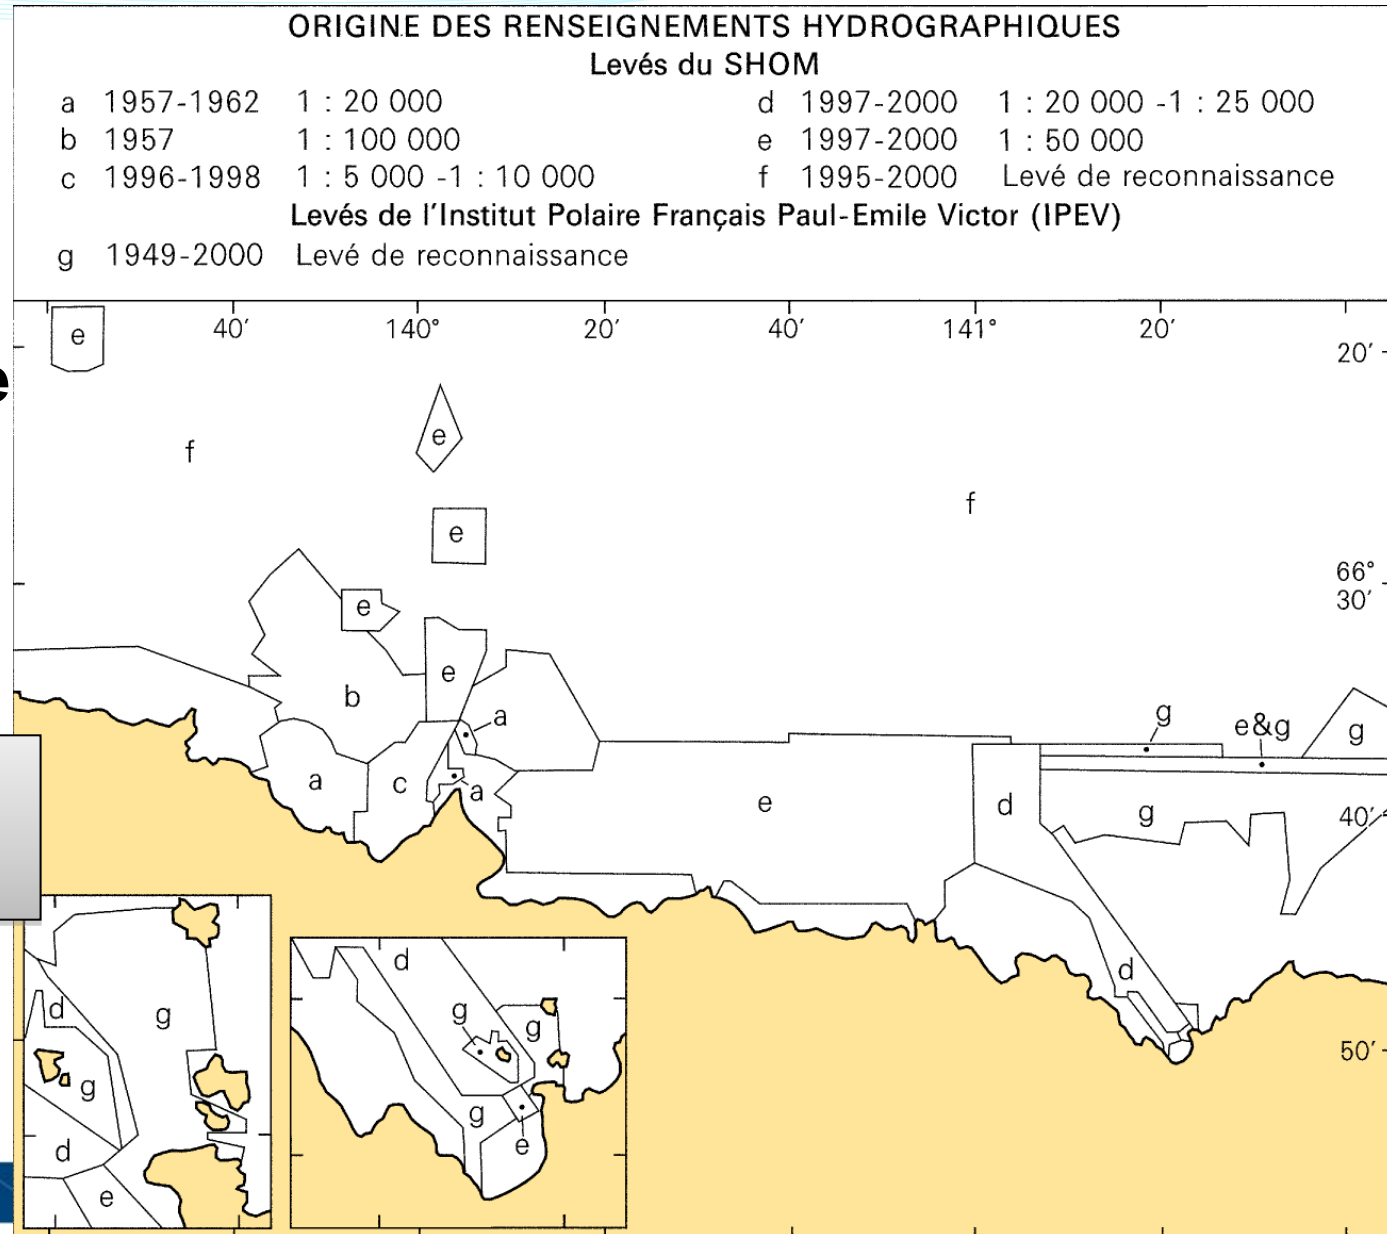 ORIGINE DES RENSEIGNEMENTS HYDROGRAPHIQUES
Levés du SHOM
a 1957-1962 1 : 20 000 d 1997-2000 1 : 20 000 -1 : 25 000
b 1957 1 : 100 000 e 1997-2000 1 : 50 000
c 1996-1998 1 : 5 000 -1 : 10 000 f 1995-2000 Levé de reconnaissance
Levés de l'Institut Polaire Français Paul-Emile Victor (IPEV)
g 1949-2000 Levé de reconnaissance
e 40' 140° 20' 40' 141° 20'
20'
e
e
f
f
e
66°
30'
e
e
b
a
g
e&g
g
a
c
a
e
d
g
40'
d
d
g
d
g
g
50'
g
g
e
d
e